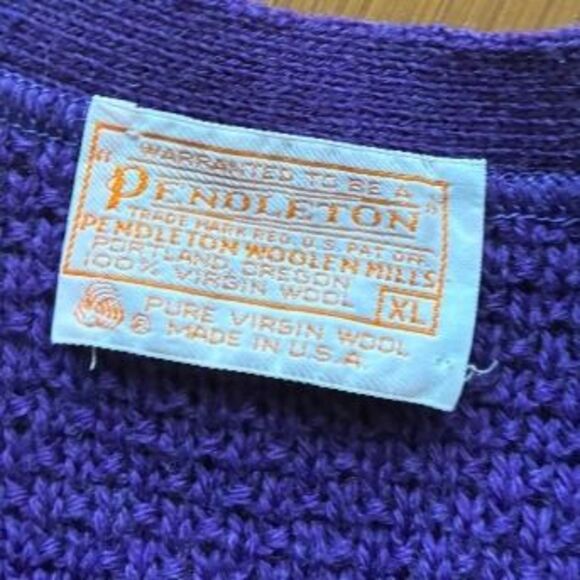 "WARRANTED TO BE A"
PENDLETON
TRADE MARK REG. U.S. PAT. OFF.
PENDLETON WOOLEN MILLS
PORTLAND, OREGON
100% VIRGIN WOOL
XL
PURE VIRGIN WOOL
® MADE IN U.S.A.